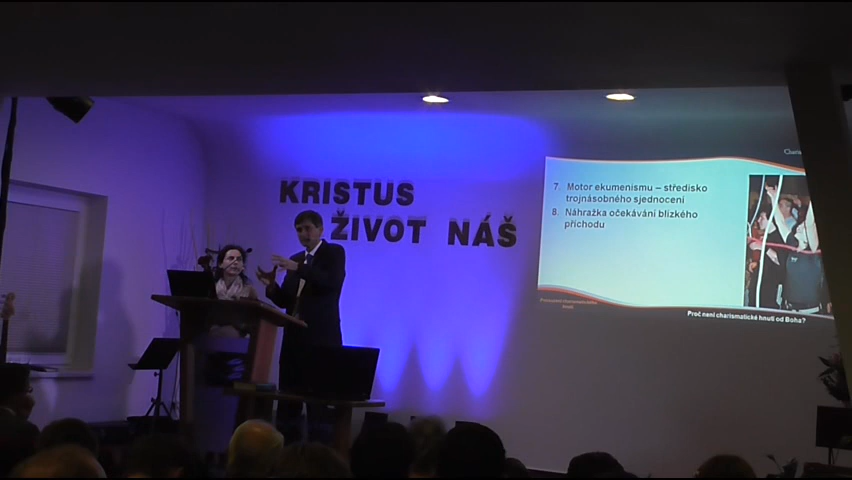 KRISTUS
ŽIVOT NÁŠ
7. Motor ekumenismu – středisko
trojnásobného sjednocení
8. Náhražka očekávání blízkého
příchodu
Proč není charismatické hnutí od Boha?